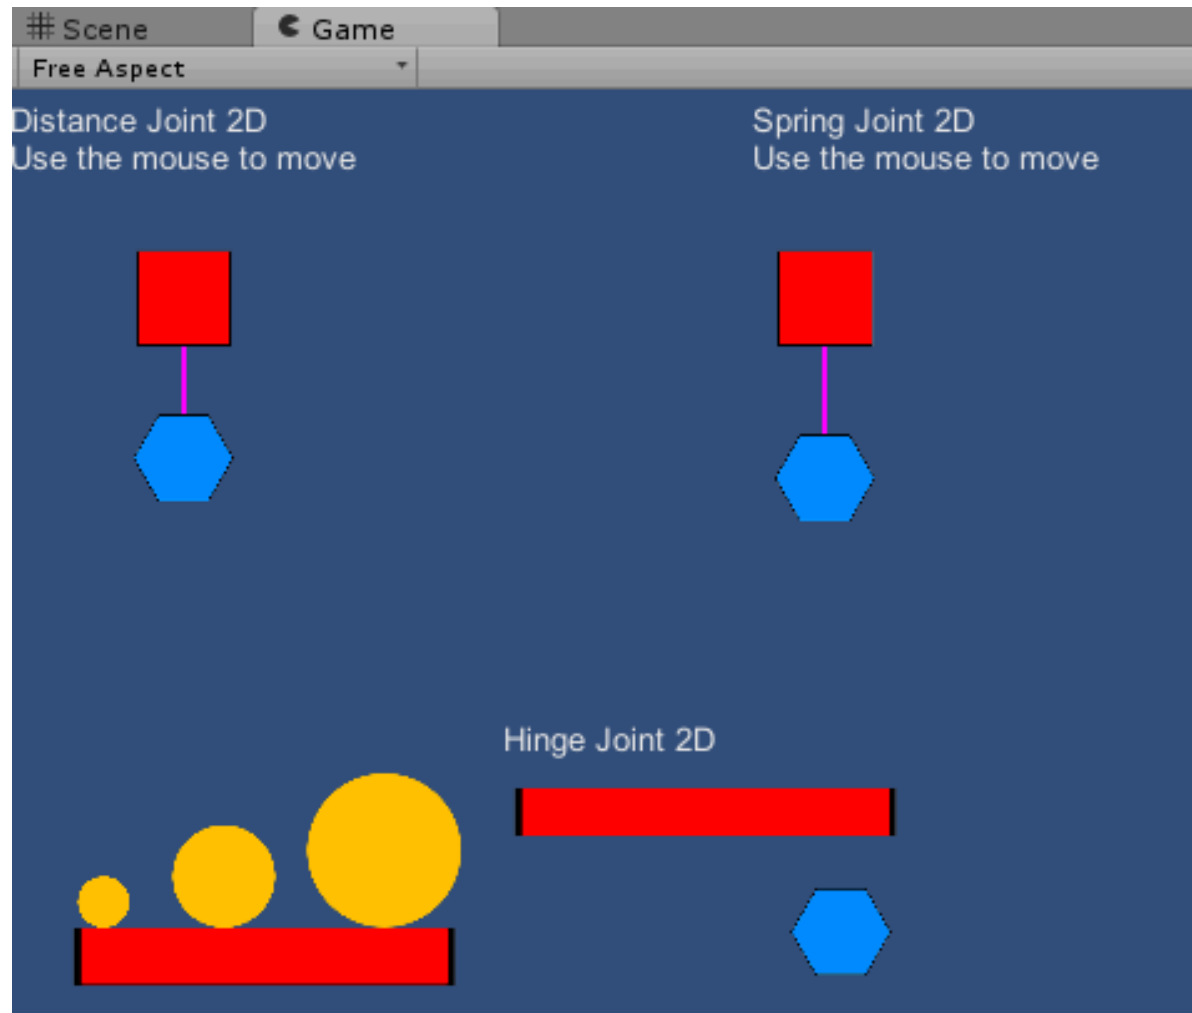 Scene
Game
Free Aspect
Distance Joint 2D
Use the mouse to move
Spring Joint 2D
Use the mouse to move
Hinge Joint 2D